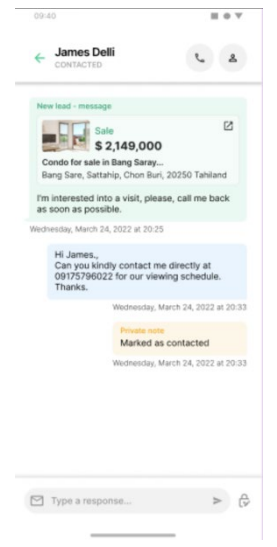 09:40
James Delli
CONTACTED
New lead - message
Sale
$ 2,149,000
Condo for sale in Bang Saray...
Bang Sare, Sattahip, Chon Buri, 20250 Tahiland
I'm interested into a visit, please, call me back
as soon as possible.
Wednesday, March 24, 2022 at 20:25
Hi James.,
Can you kindly contact me directly at
09175796022 for our viewing schedule.
Thanks.
Wednesday, March 24, 2022 at 20:33
Private note
Marked as contacted
Wednesday, March 24, 2022 at 20:33
Type a response...